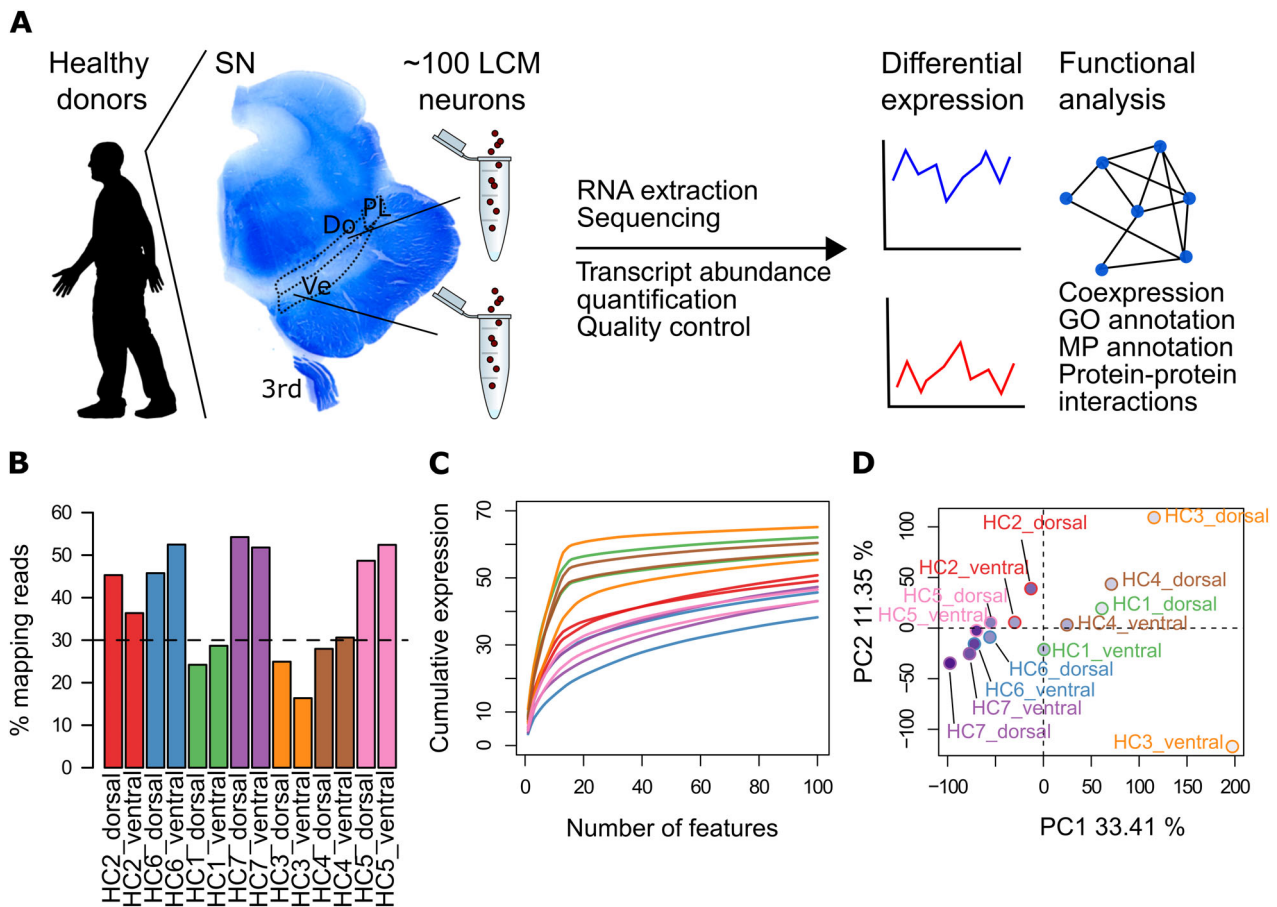 A
Healthy
donors
SN
~100 LCM
neurons
PL
Do
Ve
3rd
RNA extraction
Sequencing
Transcript abundance
quantification
Quality control
Differential
expression
Functional
analysis
Coexpression
GO annotation
MP annotation
Protein-protein
interactions
B
% mapping reads
60
50
40
30
20
10
0
HC2_dorsal
HC2_ventral
HC6_dorsal
HC6_ventral
HC1_dorsal
HC1_ventral
HC7_dorsal
HC7_ventral
HC3_dorsal
HC3_ventral
HC4_dorsal
HC4_ventral
HC5_dorsal
HC5_ventral
C
Cumulative expression
70
50
30
10
0
0
20
40
60
80
100
Number of features
D
PC2 11.35 %
100
50
0
−50
−100
HC2_dorsal
HC3_dorsal
HC2_ventral
HC4_dorsal
HC5_dorsal
HC1_dorsal
HC5_ventral
HC4_ventral
HC1_ventral
HC6_dorsal
HC6_ventral
HC7_ventral
HC7_dorsal
HC3_ventral
−100
0
50
100
150
200
PC1 33.41 %